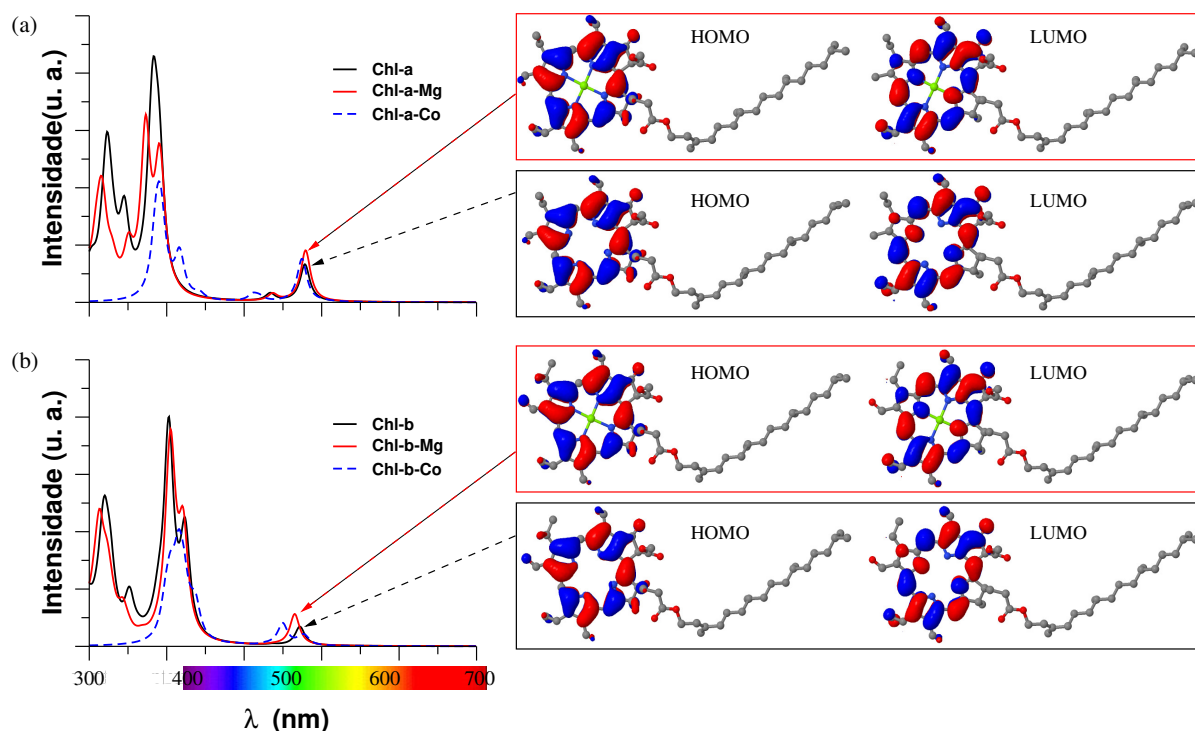 (a)
Intensidade(u. a.)
Chl-a
Chl-a-Mg
Chl-a-Co
HOMO
LUMO
HOMO
LUMO
(b)
Intensidade (u. a.)
Chl-b
Chl-b-Mg
Chl-b-Co
HOMO
LUMO
HOMO
LUMO
300 400 500 600 700
λ (nm)